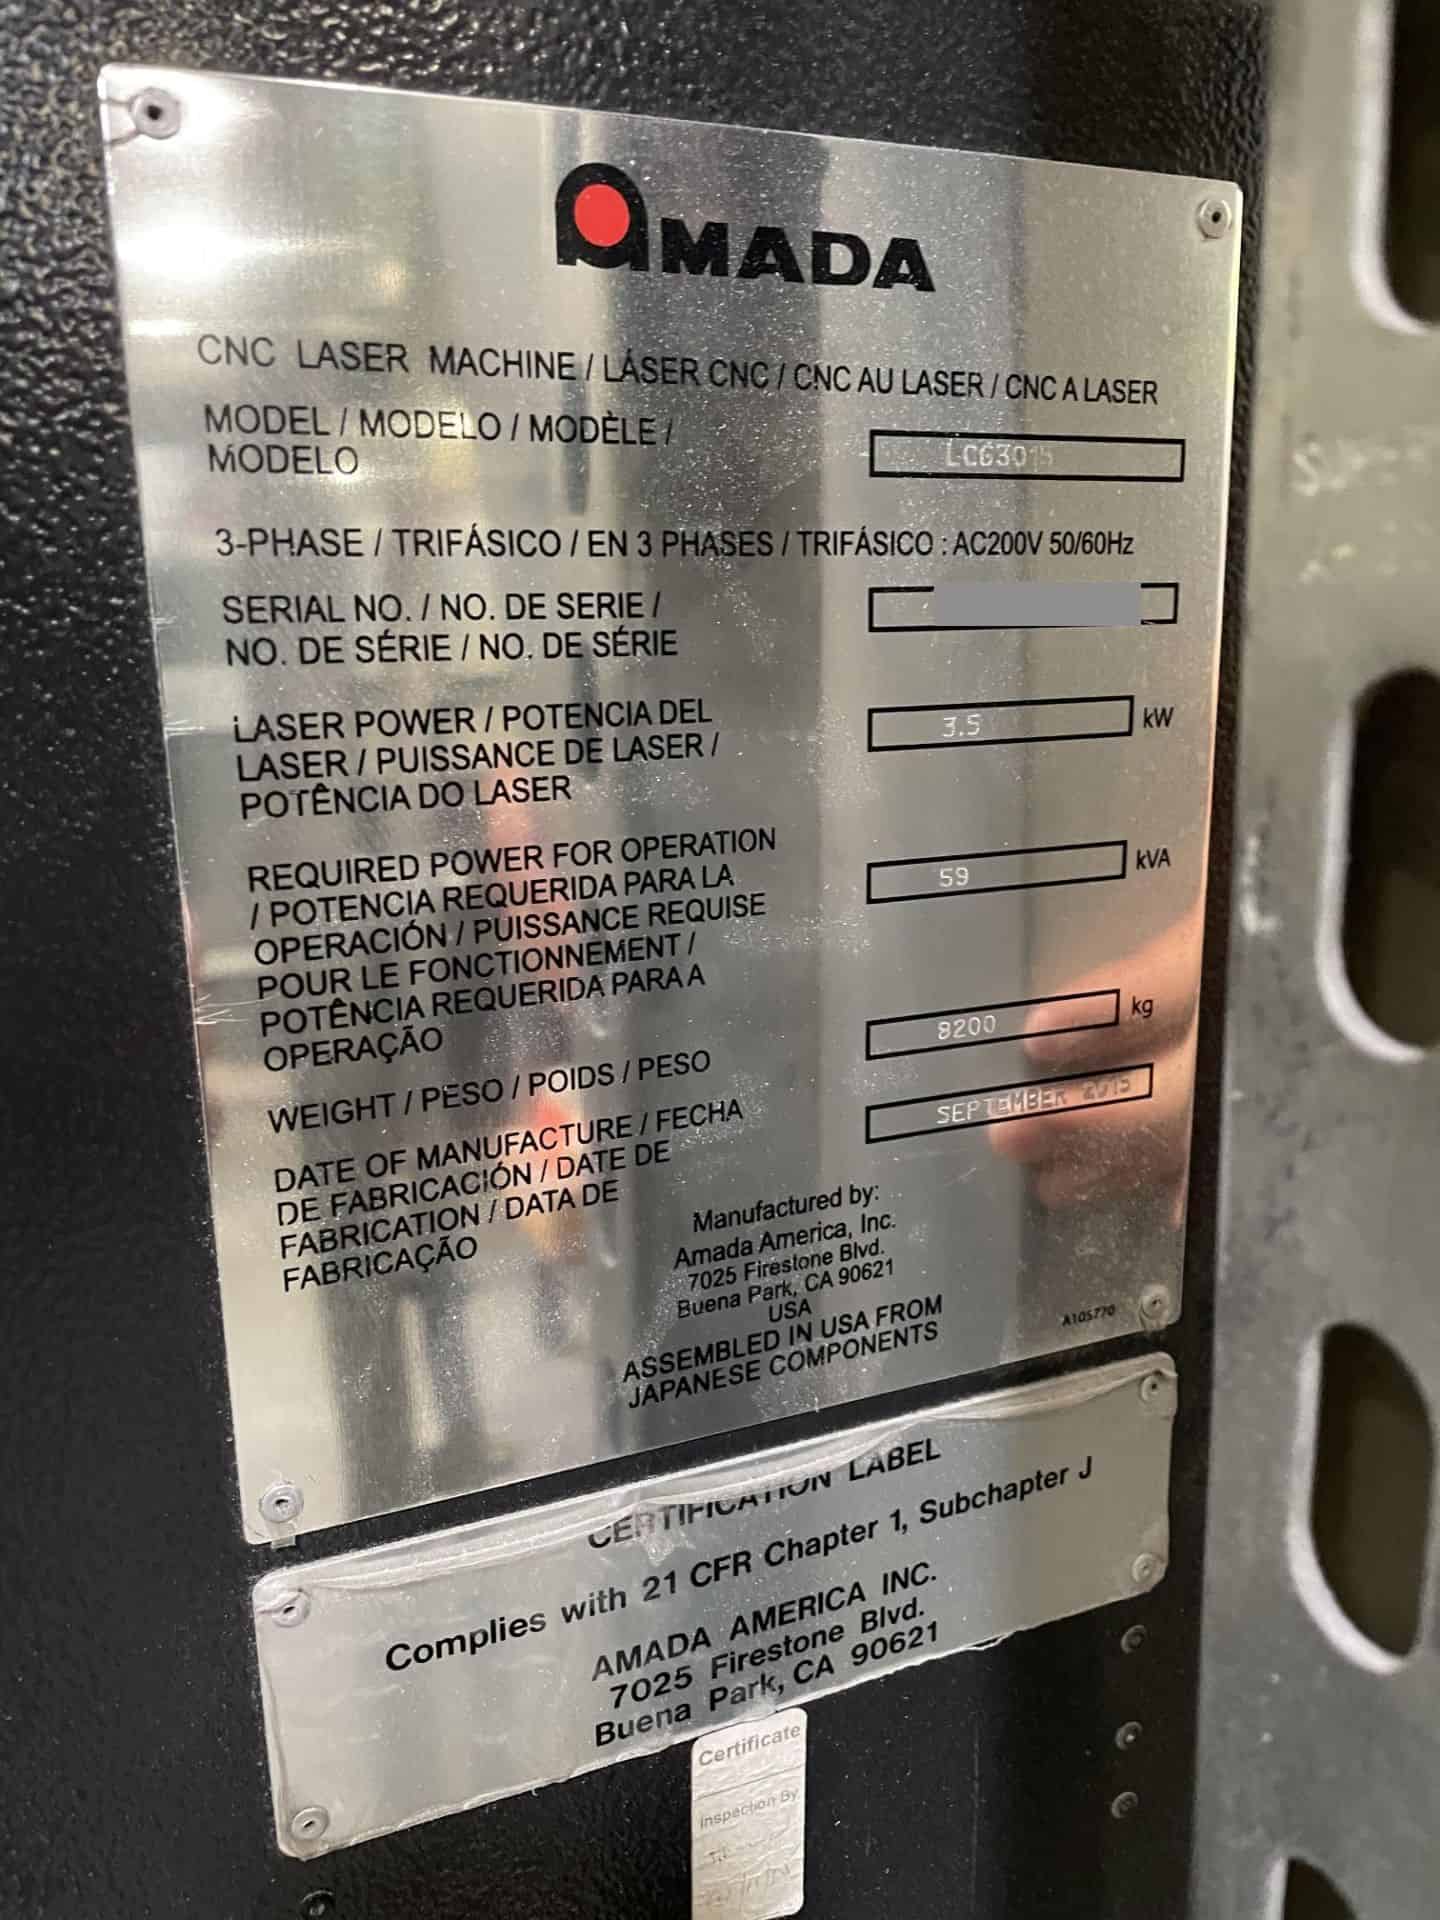 AMADA
CNC LASER MACHINE / LÁSER CNC / CNC AU LASER / CNC A LASER
MODEL / MODELO / MODÈLE /
MODELO
LCG3015
3-PHASE / TRIFÁSICO / EN 3 PHASES / TRIFÁSICO : AC200V 50/60Hz
SERIAL NO. / NO. DE SERIE /
NO. DE SÉRIE / NO. DE SÉRIE
LASER POWER / POTENCIA DEL
LASER / PUISSANCE DE LASER /
POTÊNCIA DO LASER
3.5 kW
REQUIRED POWER FOR OPERATION
/ POTENCIA REQUERIDA PARA LA
OPERACIÓN / PUISSANCE REQUISE
POUR LE FONCTIONNEMENT /
POTÊNCIA REQUERIDA PARA A
OPERAÇÃO
59 kVA
WEIGHT / PESO / POIDS / PESO
8200 kg
DATE OF MANUFACTURE / FECHA
DE FABRICACIÓN / DATE DE
FABRICATION / DATA DE
FABRICAÇÃO
SEPTEMBER 2015
Manufactured by:
Amada America, Inc.
7025 Firestone Blvd.
Buena Park, CA 90621
USA
ASSEMBLED IN USA FROM
JAPANESE COMPONENTS
A105770
CERTIFICATION LABEL
Complies with 21 CFR Chapter 1, Subchapter J
AMADA AMERICA INC.
7025 Firestone Blvd.
Buena Park, CA 90621
Certificate
Inspection By